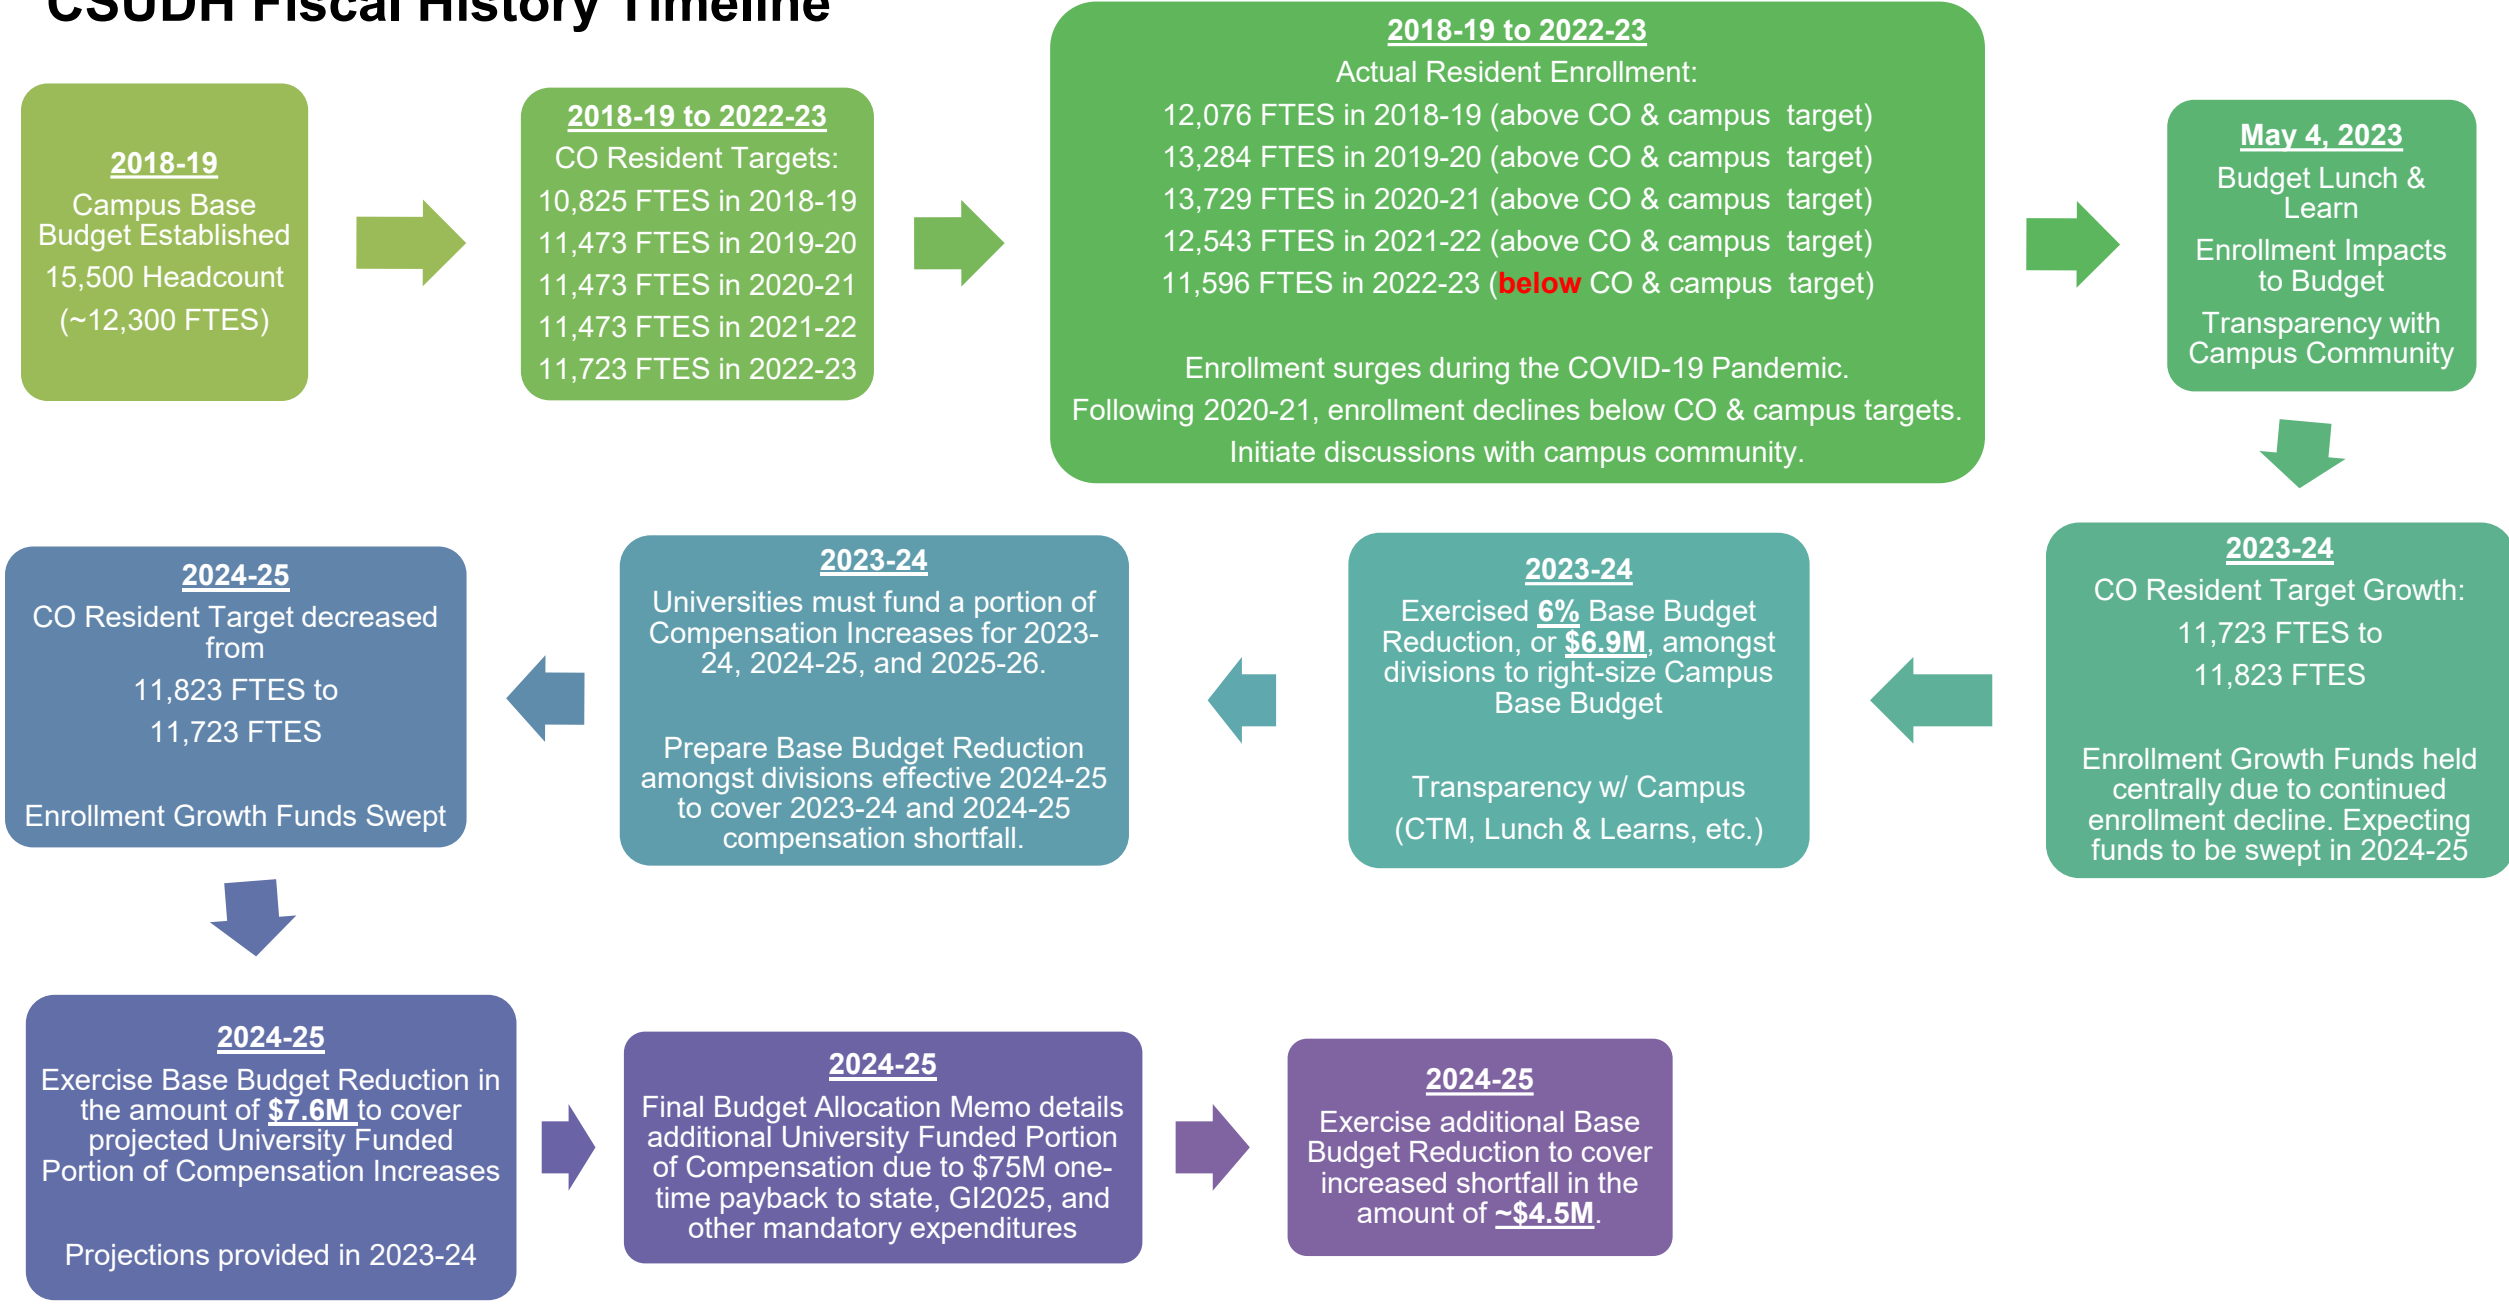 CSUDH Fiscal History Timeline
2018-19
Campus Base
Budget Established
15,500 Headcount
(~12,300 FTES)
2018-19 to 2022-23
CO Resident Targets:
10,825 FTES in 2018-19
11,473 FTES in 2019-20
11,473 FTES in 2020-21
11,473 FTES in 2021-22
11,723 FTES in 2022-23
2018-19 to 2022-23
Actual Resident Enrollment:
12,076 FTES in 2018-19 (above CO & campus target)
13,284 FTES in 2019-20 (above CO & campus target)
13,729 FTES in 2020-21 (above CO & campus target)
12,543 FTES in 2021-22 (above CO & campus target)
11,596 FTES in 2022-23 (below CO & campus target)
Enrollment surges during the COVID-19 Pandemic.
Following 2020-21, enrollment declines below CO & campus targets.
Initiate discussions with campus community.
May 4, 2023
Budget Lunch &
Learn
Enrollment Impacts
to Budget
Transparency with
Campus Community
2023-24
CO Resident Target Growth:
11,723 FTES to
11,823 FTES
Enrollment Growth Funds held
centrally due to continued
enrollment decline. Expecting
funds to be swept in 2024-25
2023-24
Exercised 6% Base Budget
Reduction, or $6.9M, amongst
divisions to right-size Campus
Base Budget
Transparency w/ Campus
(CTM, Lunch & Learns, etc.)
2023-24
Universities must fund a portion of
Compensation Increases for 2023-
24, 2024-25, and 2025-26.
Prepare Base Budget Reduction
amongst divisions effective 2024-25
to cover 2023-24 and 2024-25
compensation shortfall.
2024-25
CO Resident Target decreased
from
11,823 FTES to
11,723 FTES
Enrollment Growth Funds Swept
2024-25
Exercise Base Budget Reduction in
the amount of $7.6M to cover
projected University Funded
Portion of Compensation Increases
Projections provided in 2023-24
2024-25
Final Budget Allocation Memo details
additional University Funded Portion
of Compensation due to $75M one-
time payback to state, GI2025, and
other mandatory expenditures
2024-25
Exercise additional Base
Budget Reduction to cover
increased shortfall in the
amount of ~$4.5M.